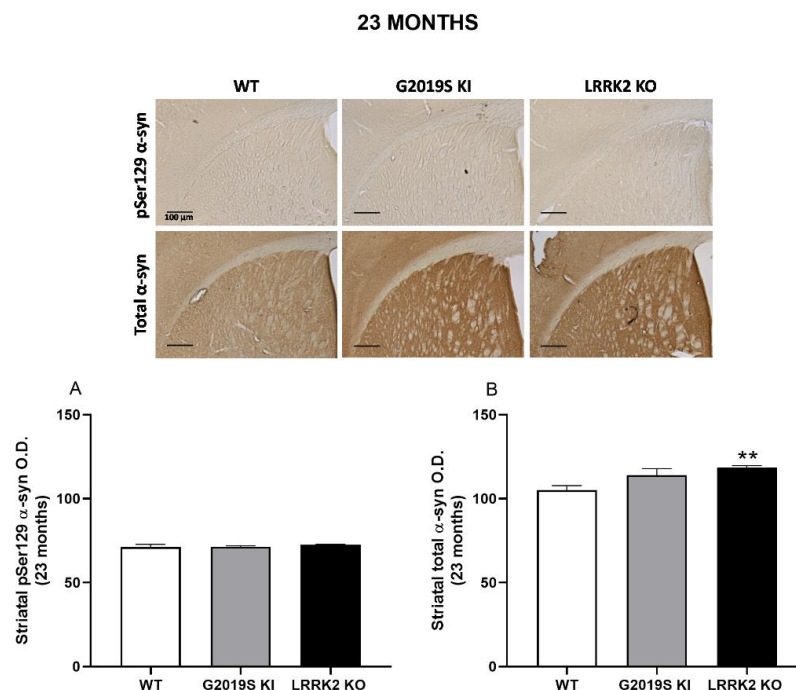 23 MONTHS
WT G2019S KI LRRK2 KO
pSer129 α-syn
100 µm
Total α-syn
A
Striatal pSer129 α-syn O.D.
(23 months)
150
100
50
0
WT G2019S KI LRRK2 KO
B
Striatal total α-syn O.D.
(23 months)
150
100
50
0
**
WT G2019S KI LRRK2 KO